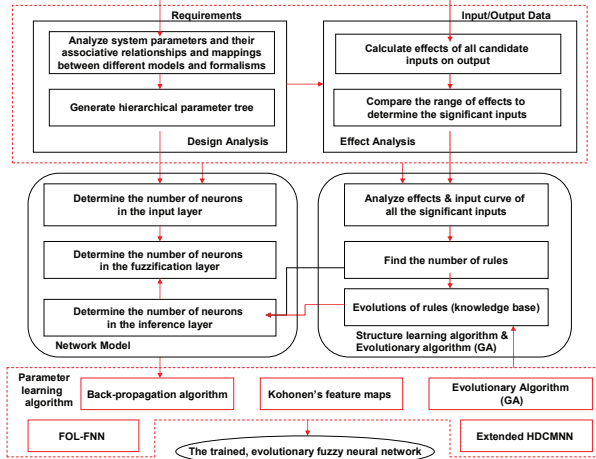 Requirements
Input/Output Data
Analyze system parameters and their
associative relationships and mappings
between different models and formalisms
Generate hierarchical parameter tree
Design Analysis
Calculate effects of all candidate
inputs on output
Compare the range of effects to
determine the significant inputs
Effect Analysis
Determine the number of neurons
in the input layer
Determine the number of neurons
in the fuzzification layer
Determine the number of neurons
in the inference layer
Network Model
Analyze effects & input curve of
all the significant inputs
Find the number of rules
Evolutions of rules (knowledge base)
Structure learning algorithm &
Evolutionary algorithm (GA)
Parameter
learning
algorithm
Back-propagation algorithm
Kohonen's feature maps
Evolutionary Algorithm
(GA)
FOL-FNN
The trained, evolutionary fuzzy neural network
Extended HDCMNN